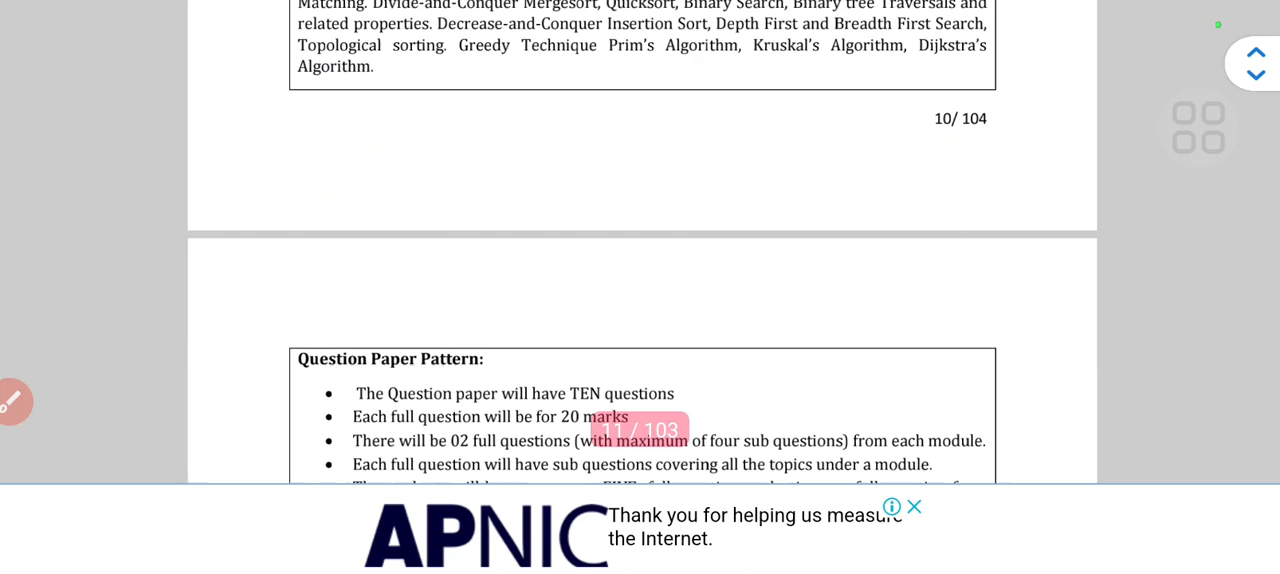 Matching. Divide-and-Conquer Mergesort, Quicksort, Binary Search, Binary tree Traversals and
related properties. Decrease-and-Conquer Insertion Sort, Depth First and Breadth First Search,
Topological sorting. Greedy Technique Prim's Algorithm, Kruskal's Algorithm, Dijkstra's
Algorithm.
10/ 104
Question Paper Pattern:
• The Question paper will have TEN questions
• Each full question will be for 20 marks
11 / 103
• There will be 02 full questions (with maximum of four sub questions) from each module.
• Each full question will have sub questions covering all the topics under a module.
APNIC
Thank you for helping us measure
the Internet.